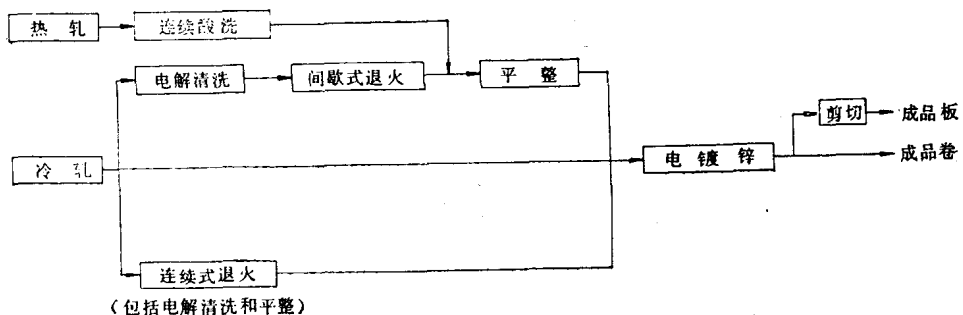 热轧
连续酸洗
电解清洗
间歇式退火
平整
剪切
成品板
冷轧
电镀锌
成品卷
连续式退火
(包括电解清洗和平整)